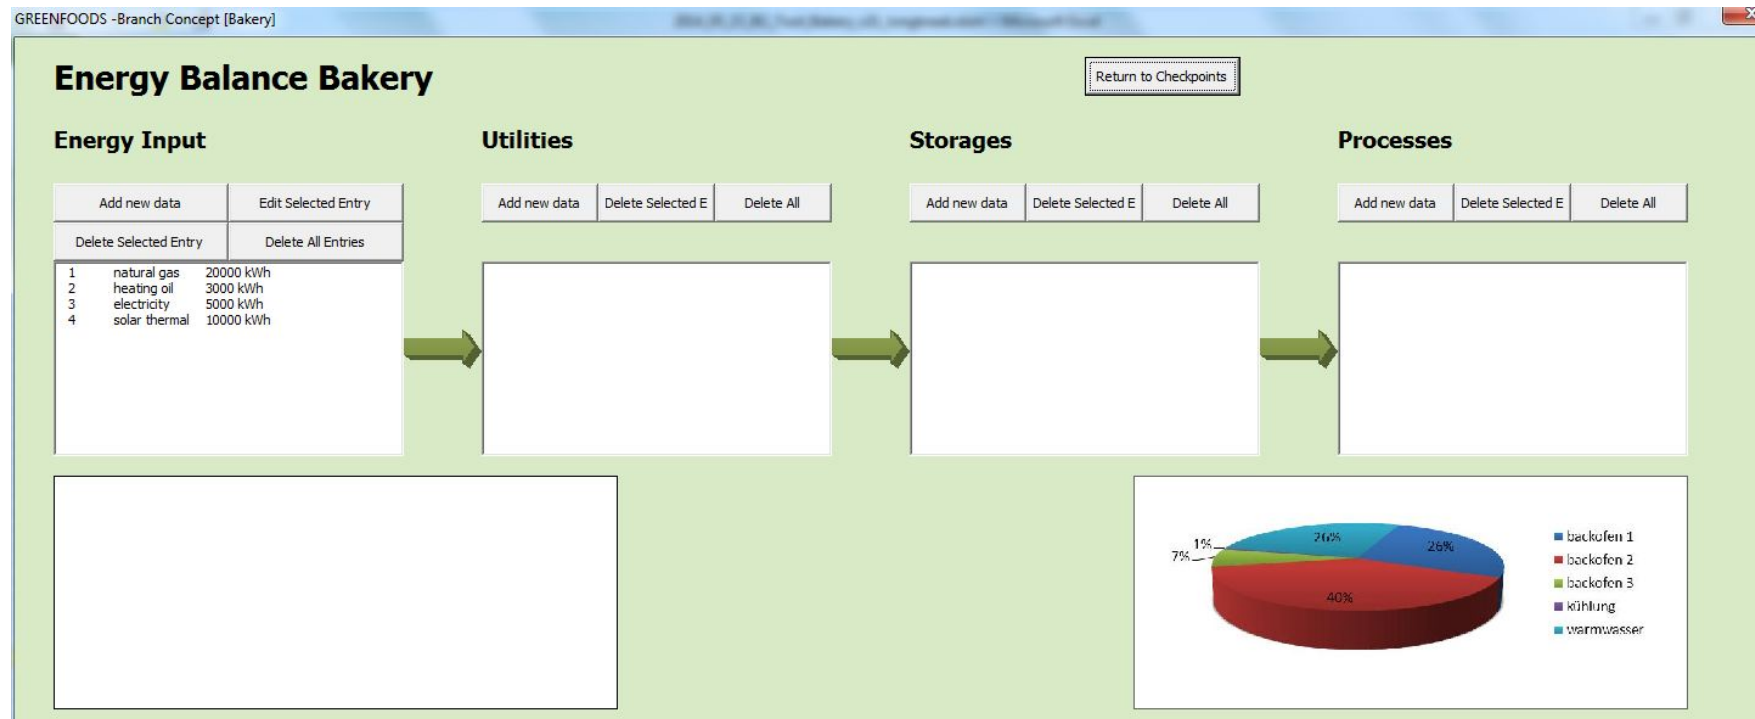 GREENFOODS -Branch Concept [Bakery]
Energy Balance Bakery
Return to Checkpoints
Energy Input
Utilities
Storages
Processes
Add new data
Edit Selected Entry
Delete Selected Entry
Delete All Entries
Add new data
Delete Selected E
Delete All
Add new data
Delete Selected E
Delete All
Add new data
Delete Selected E
Delete All
1 natural gas 20000 kWh
2 heating oil 3000 kWh
3 electricity 5000 kWh
4 solar thermal 10000 kWh
1%
7%
26%
26%
40%
backofen 1
backofen 2
backofen 3
kühlung
warmwasser